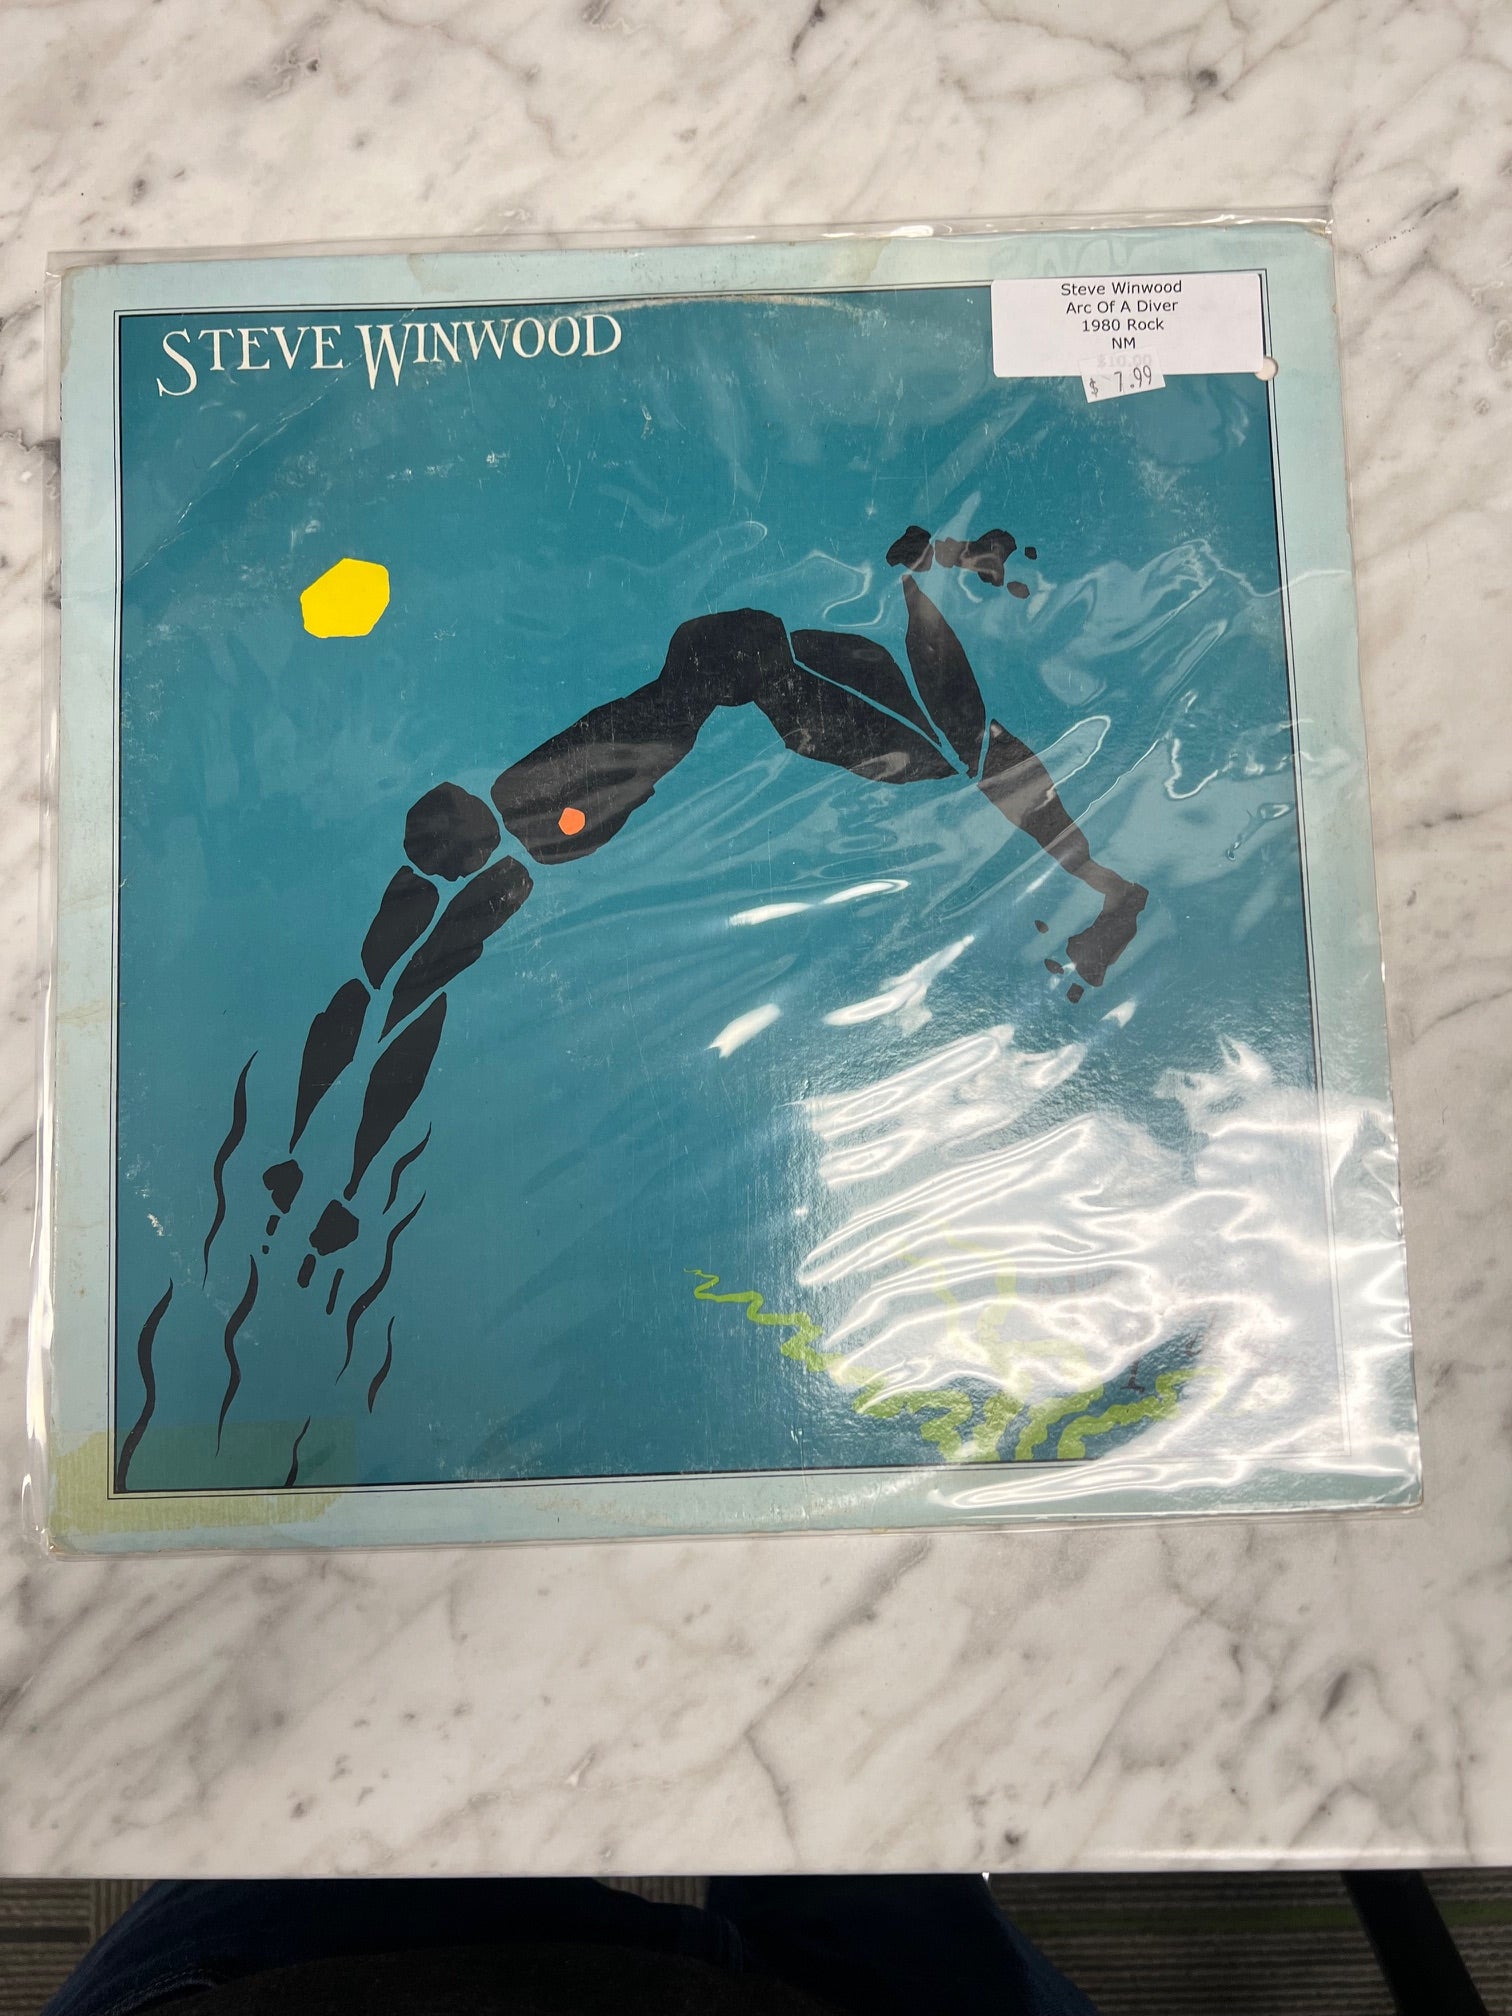 STEVE WINWOOD
Steve Winwood
Arc Of A Diver
1980 Rock
NM
$10.00
$ 7.99